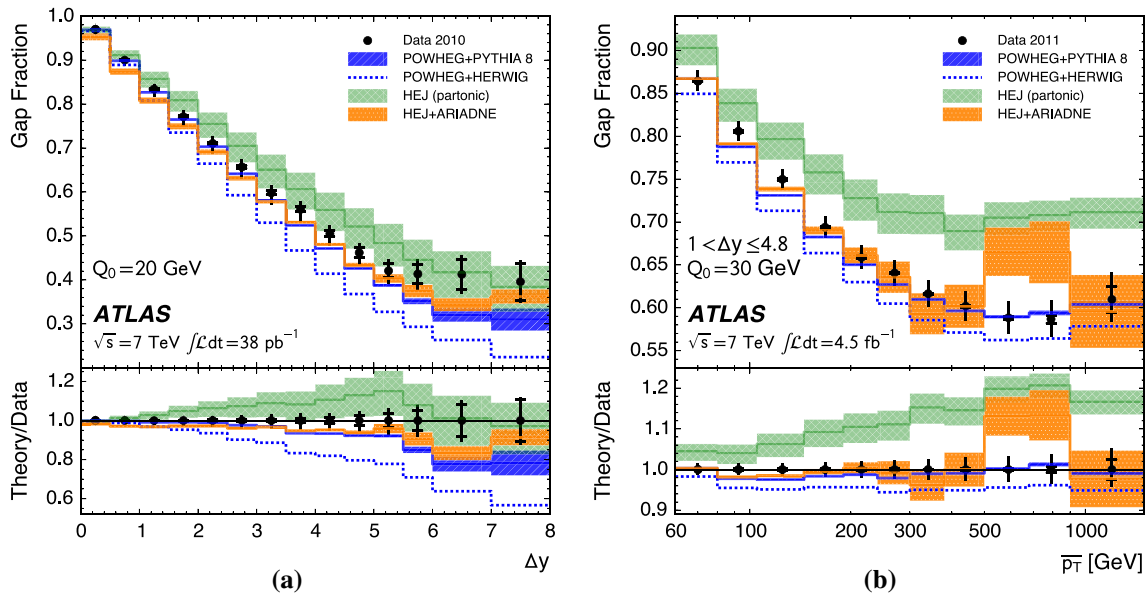 Gap Fraction
1.0
0.9
0.8
0.7
0.6
0.5
0.4
0.3
Data 2010
POWHEG+PYTHIA 8
POWHEG+HERWIG
HEJ (partonic)
HEJ+ARIADNE
Q₀=20 GeV
ATLAS
√s=7 TeV ∫Ldt=38 pb⁻¹
Theory/Data
1.2
1.0
0.8
0.6
0 1 2 3 4 5 6 7 8
Δy
(a)
Gap Fraction
0.90
0.85
0.80
0.75
0.70
0.65
0.60
0.55
Data 2011
POWHEG+PYTHIA 8
POWHEG+HERWIG
HEJ (partonic)
HEJ+ARIADNE
1<Δy≤4.8
Q₀=30 GeV
ATLAS
√s=7 TeV ∫Ldt=4.5 fb⁻¹
Theory/Data
1.2
1.1
1.0
0.9
60 100 200 300 500 1000
p̅T̅ [GeV]
(b)